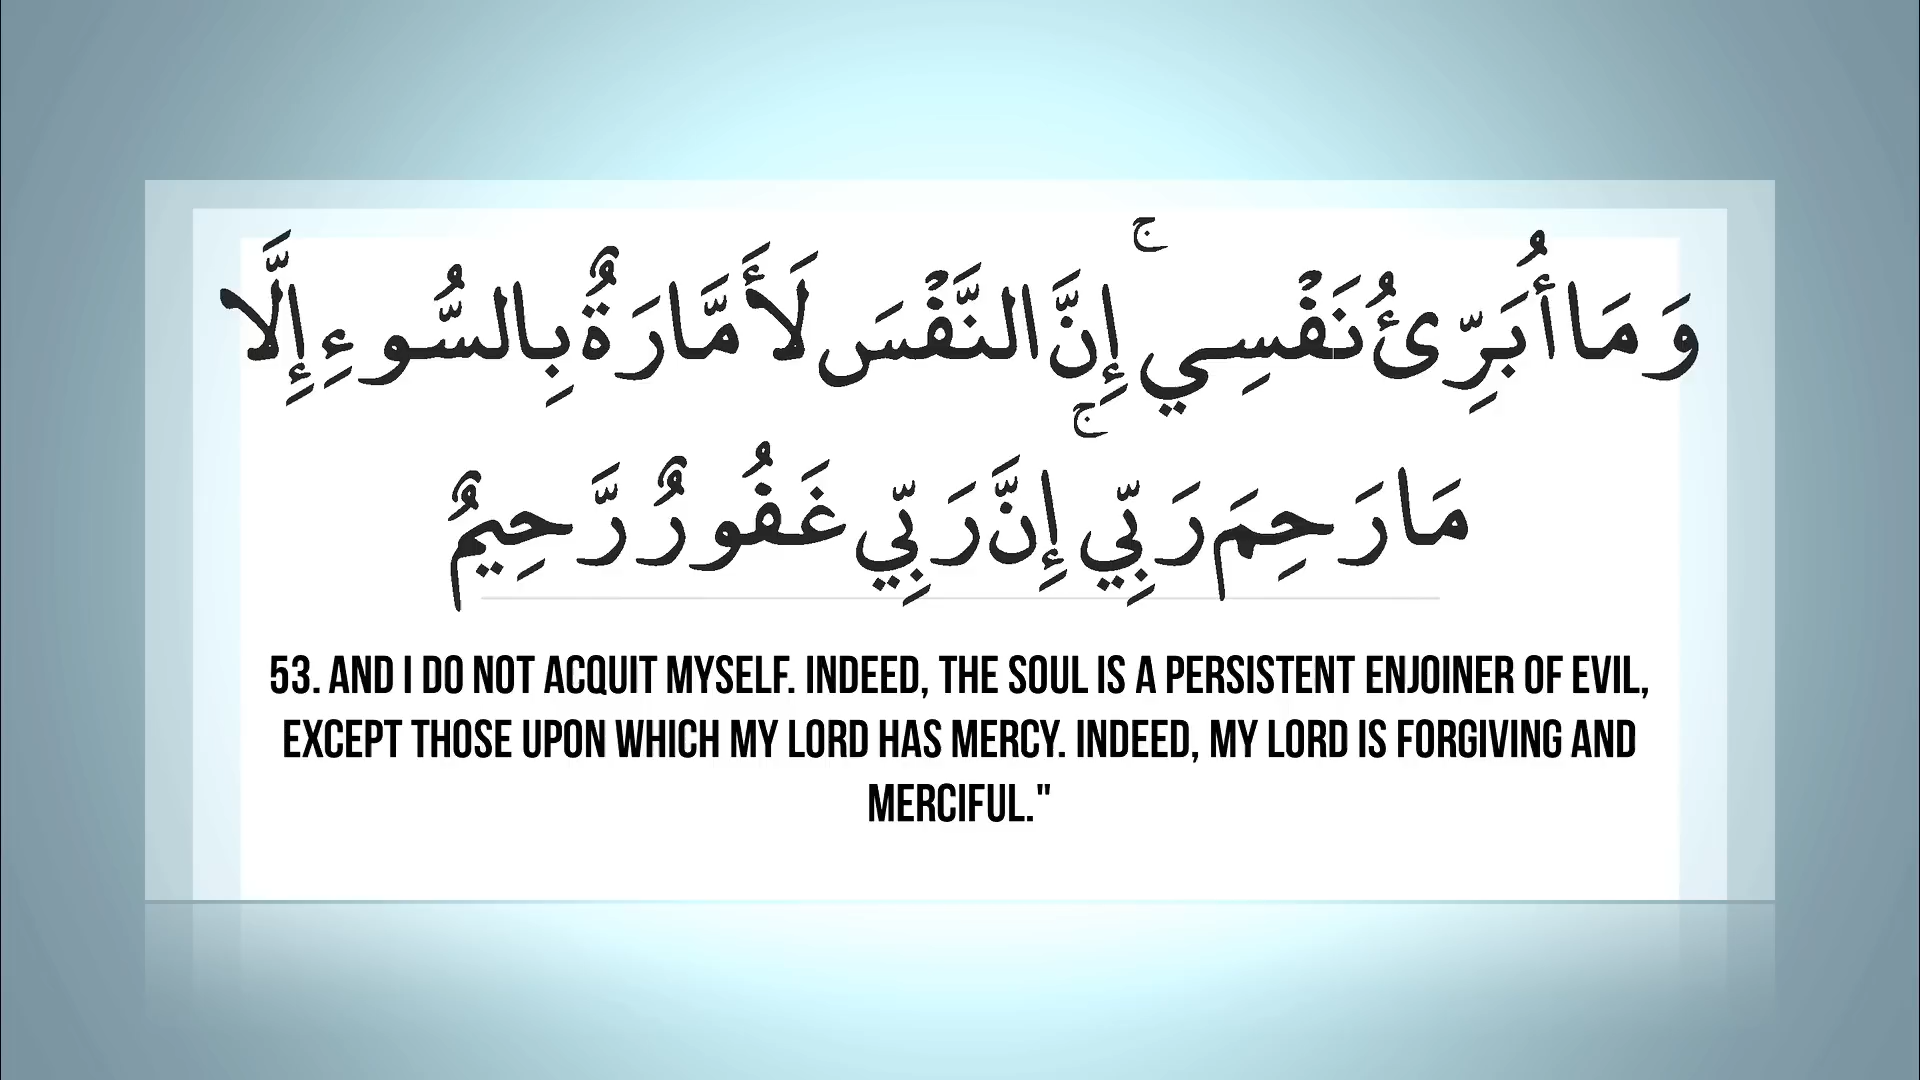 وَمَا أُبَرِّئُ نَفْسِي ۚ إِنَّ النَّفْسَ لَأَمَّارَةٌ بِالسُّوءِ إِلَّا
مَا رَحِمَ رَبِّي ۚ إِنَّ رَبِّي غَفُورٌ رَّحِيمٌ
53. AND I DO NOT ACQUIT MYSELF. INDEED, THE SOUL IS A PERSISTENT ENJOINER OF EVIL,
EXCEPT THOSE UPON WHICH MY LORD HAS MERCY. INDEED, MY LORD IS FORGIVING AND
MERCIFUL."